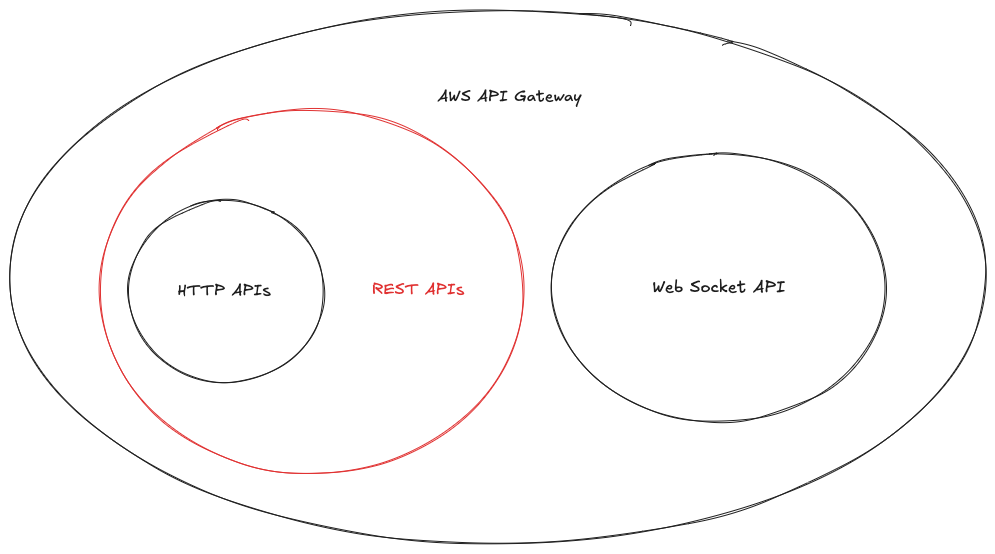 AWS API Gateway
HTTP APIs
REST APIs
Web Socket API